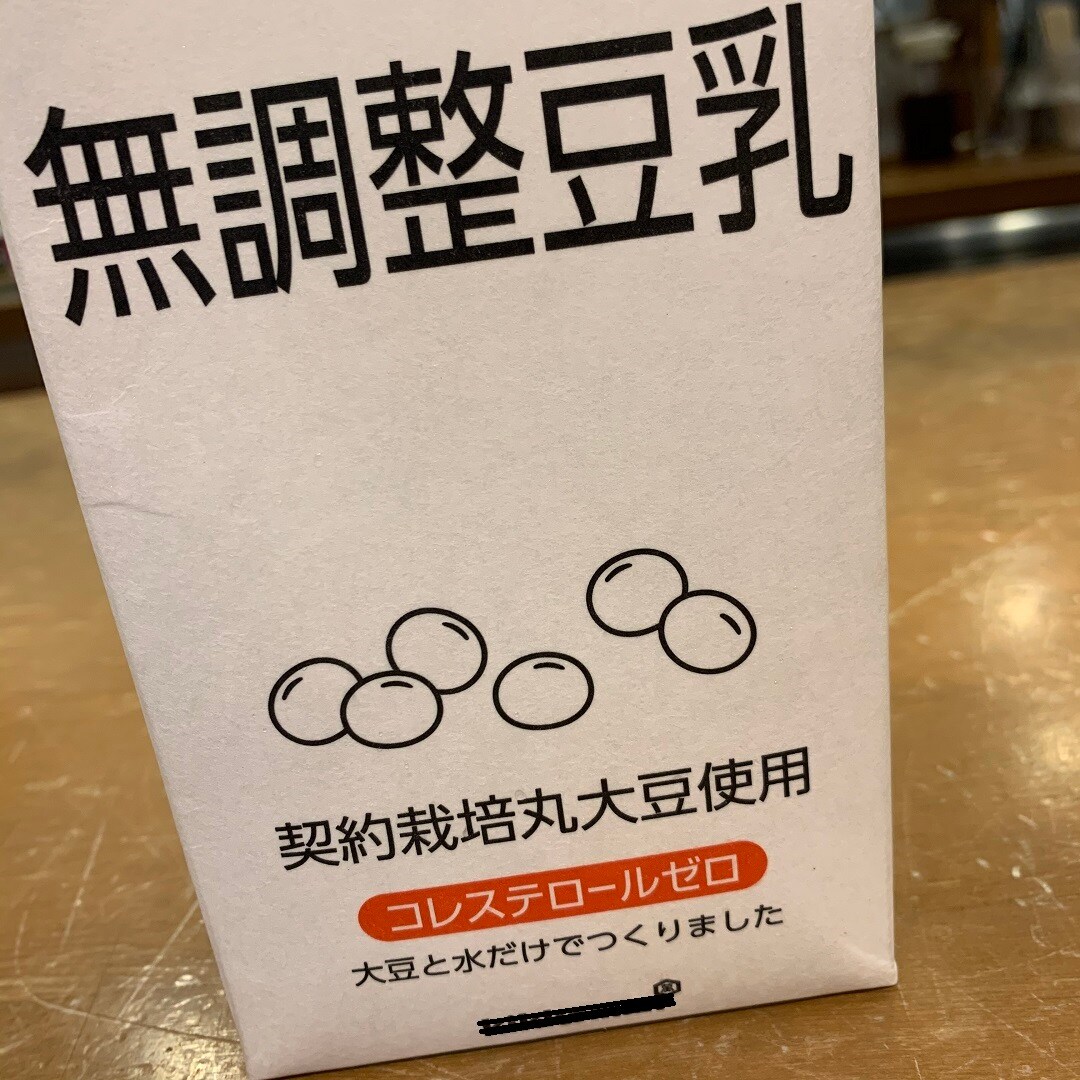 無調整豆乳
契約栽培丸大豆使用
コレステロールゼロ
大豆と水だけでつくりました